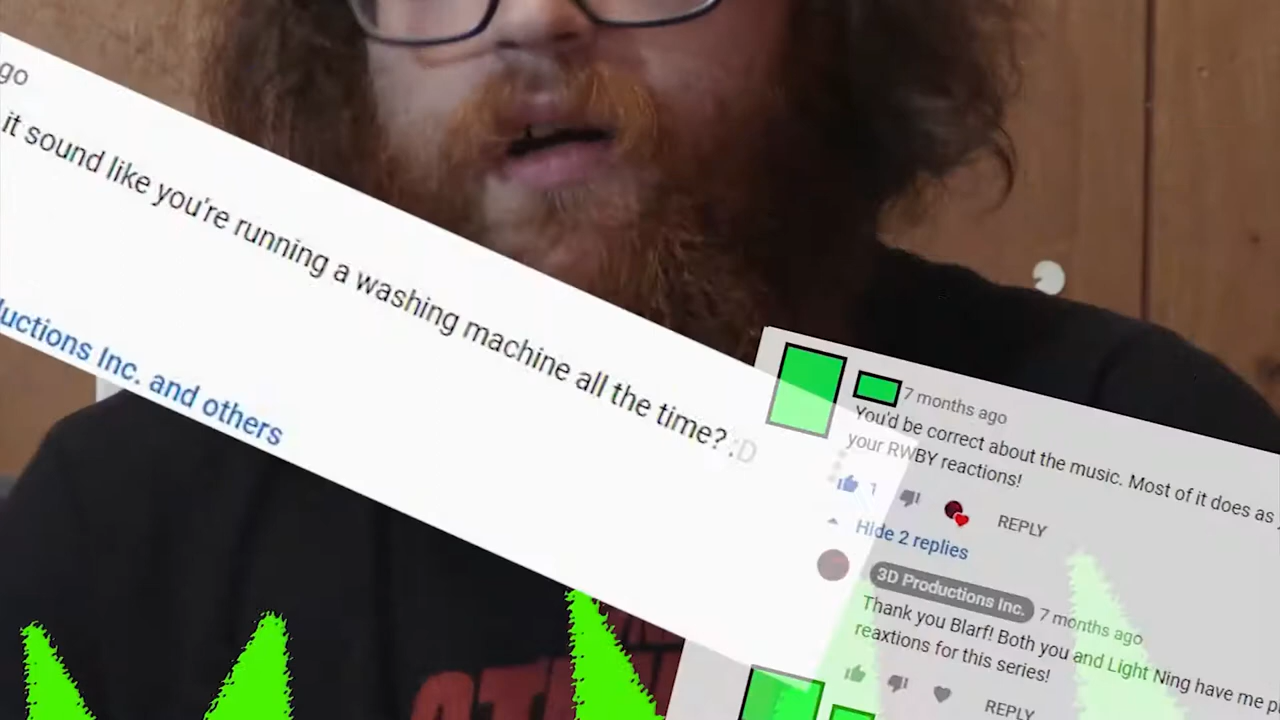 go
it sound like you're running a washing machine all the time? :D
uctions Inc. and others
7 months ago
You'd be correct about the music. Most of it does as
your RWBY reactions!
1
REPLY
Hide 2 replies
3D Productions Inc. 7 months ago
Thank you Blarf! Both you and Light Ning have me p
reaxtions for this series!
REPLY